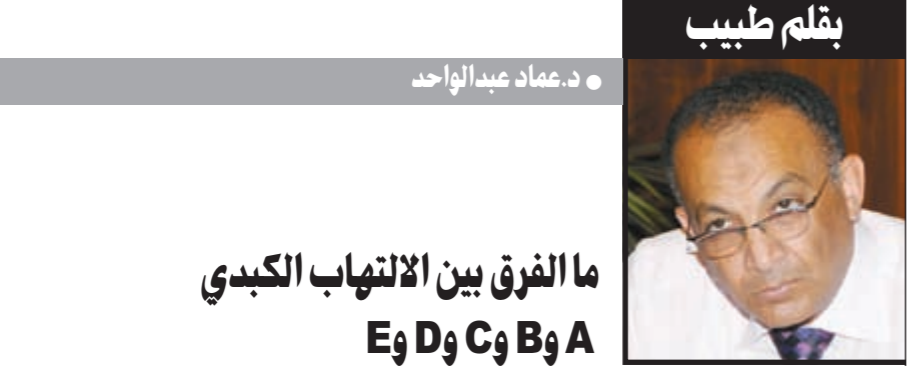 بقلم طبيب
● د.عماد عبدالواحد
ما الفرق بين الالتهاب الكبدي
A وB وC وD وE